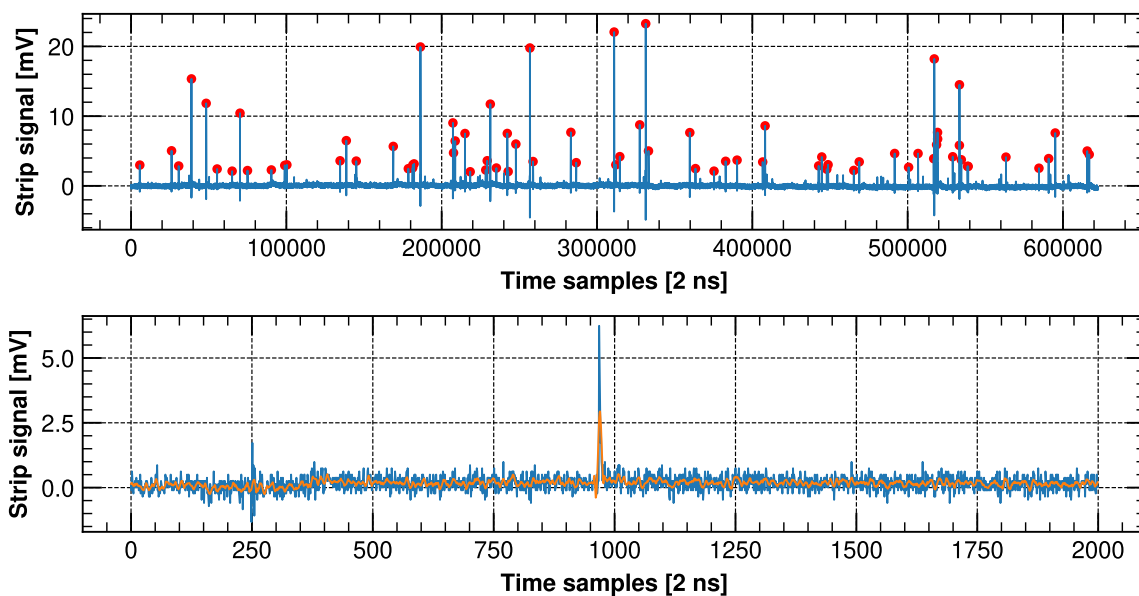 Strip signal [mV]
20
10
0
0 100000 200000 300000 400000 500000 600000
Time samples [2 ns]
Strip signal [mV]
5.0
2.5
0.0
0 250 500 750 1000 1250 1500 1750 2000
Time samples [2 ns]